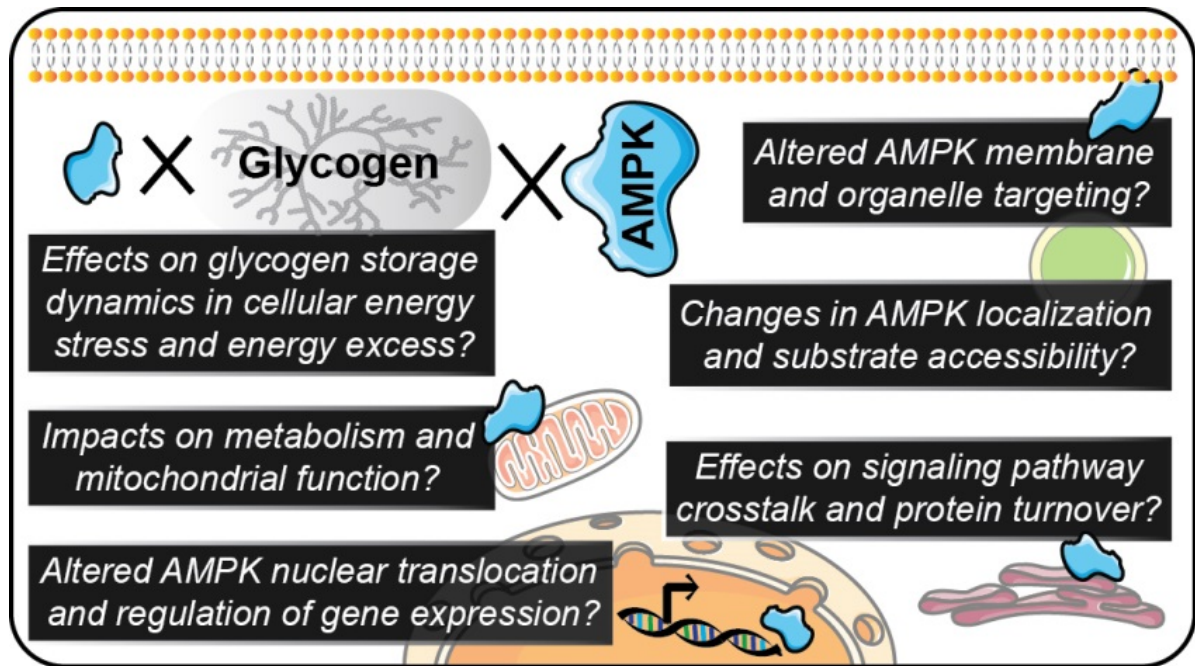 Glycogen
AMPK
Altered AMPK membrane
and organelle targeting?
Effects on glycogen storage
dynamics in cellular energy
stress and energy excess?
Changes in AMPK localization
and substrate accessibility?
Impacts on metabolism and
mitochondrial function?
Effects on signaling pathway
crosstalk and protein turnover?
Altered AMPK nuclear translocation
and regulation of gene expression?